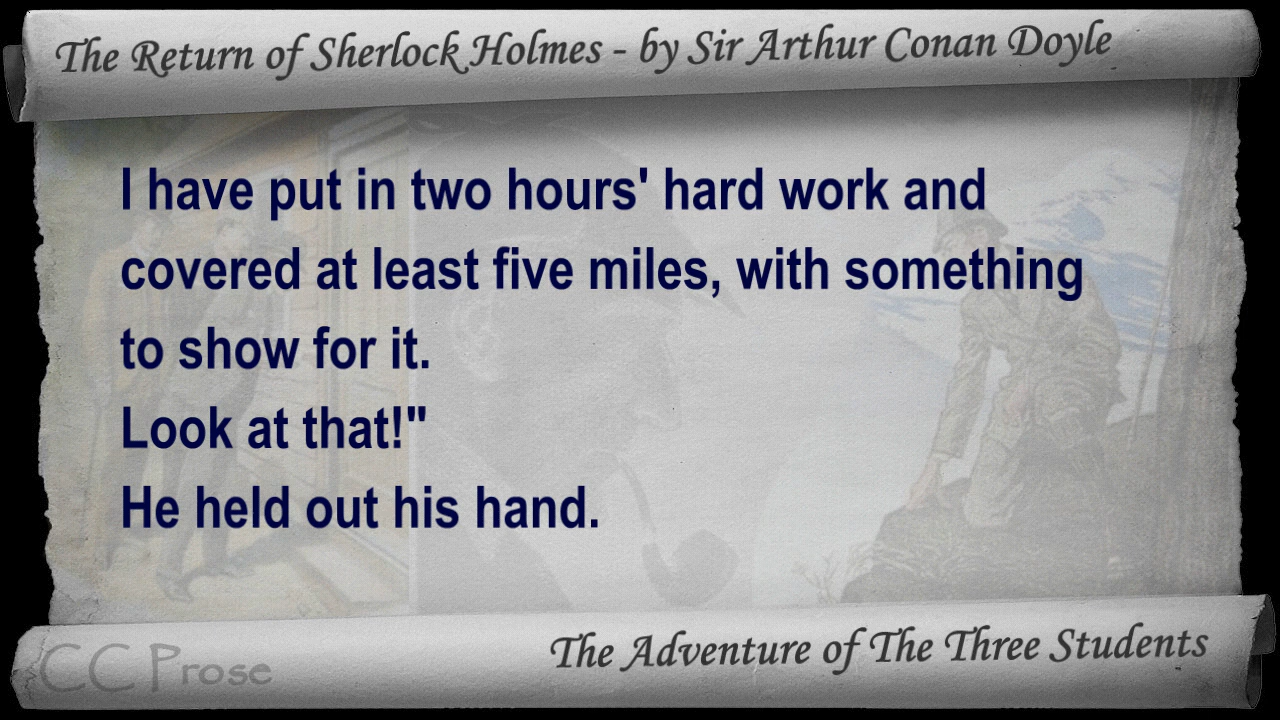 The Return of Sherlock Holmes - by Sir Arthur Conan Doyle
I have put in two hours' hard work and
covered at least five miles, with something
to show for it.
Look at that!"
He held out his hand.
The Adventure of The Three Students
CC Prose